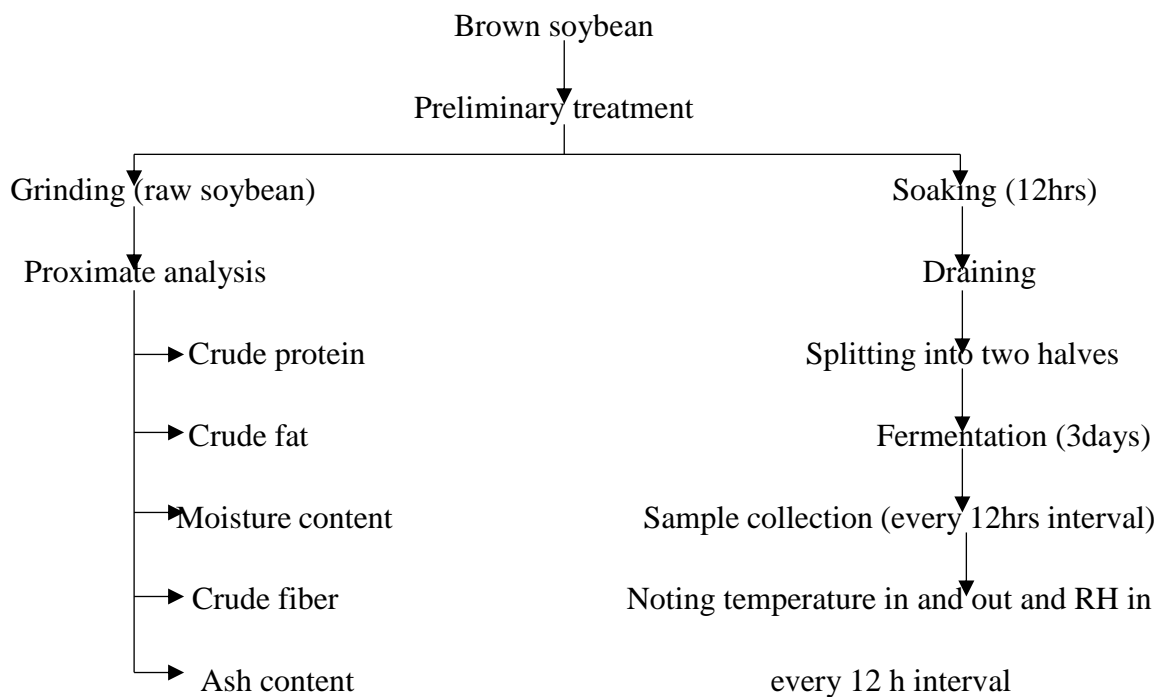 Brown soybean
Preliminary treatment
Grinding (raw soybean)
Soaking (12hrs)
Proximate analysis
Draining
Crude protein
Splitting into two halves
Crude fat
Fermentation (3days)
Moisture content
Sample collection (every 12hrs interval)
Crude fiber
Noting temperature in and out and RH in
Ash content
every 12 h interval